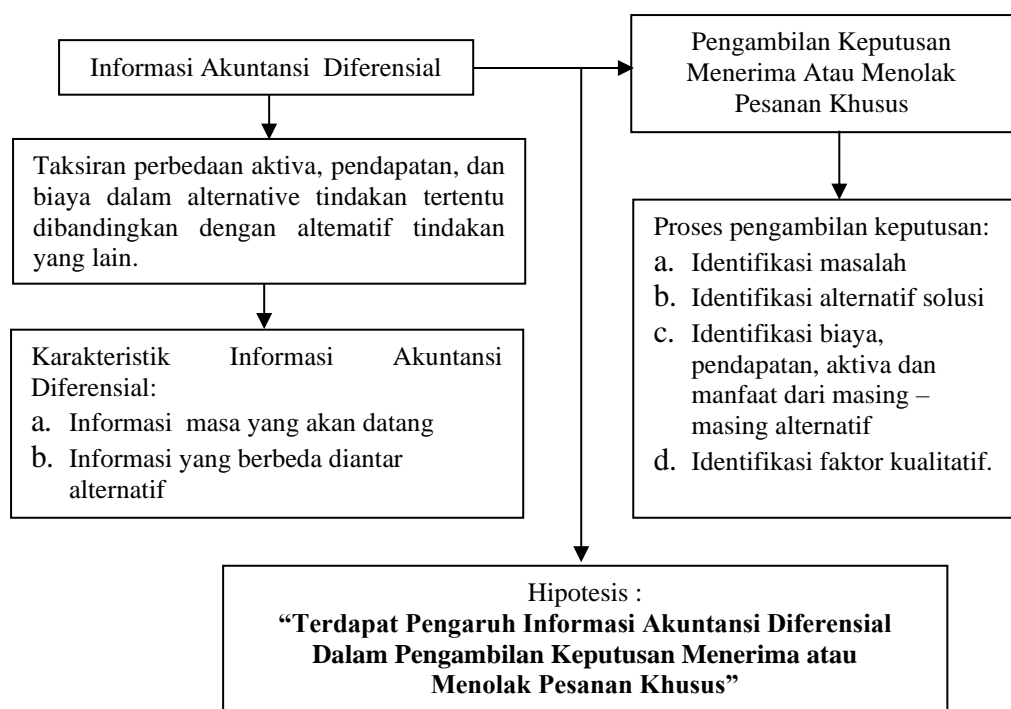 Informasi Akuntansi Diferensial
Pengambilan Keputusan
Menerima Atau Menolak
Pesanan Khusus
Taksiran perbedaan aktiva, pendapatan, dan
biaya dalam alternative tindakan tertentu
dibandingkan dengan altematif tindakan
yang lain.
Proses pengambilan keputusan:
a. Identifikasi masalah
b. Identifikasi alternatif solusi
c. Identifikasi biaya,
pendapatan, aktiva dan
manfaat dari masing –
masing alternatif
d. Identifikasi faktor kualitatif.
Karakteristik Informasi Akuntansi
Diferensial:
a. Informasi masa yang akan datang
b. Informasi yang berbeda diantar
alternatif
Hipotesis :
“Terdapat Pengaruh Informasi Akuntansi Diferensial
Dalam Pengambilan Keputusan Menerima atau
Menolak Pesanan Khusus”